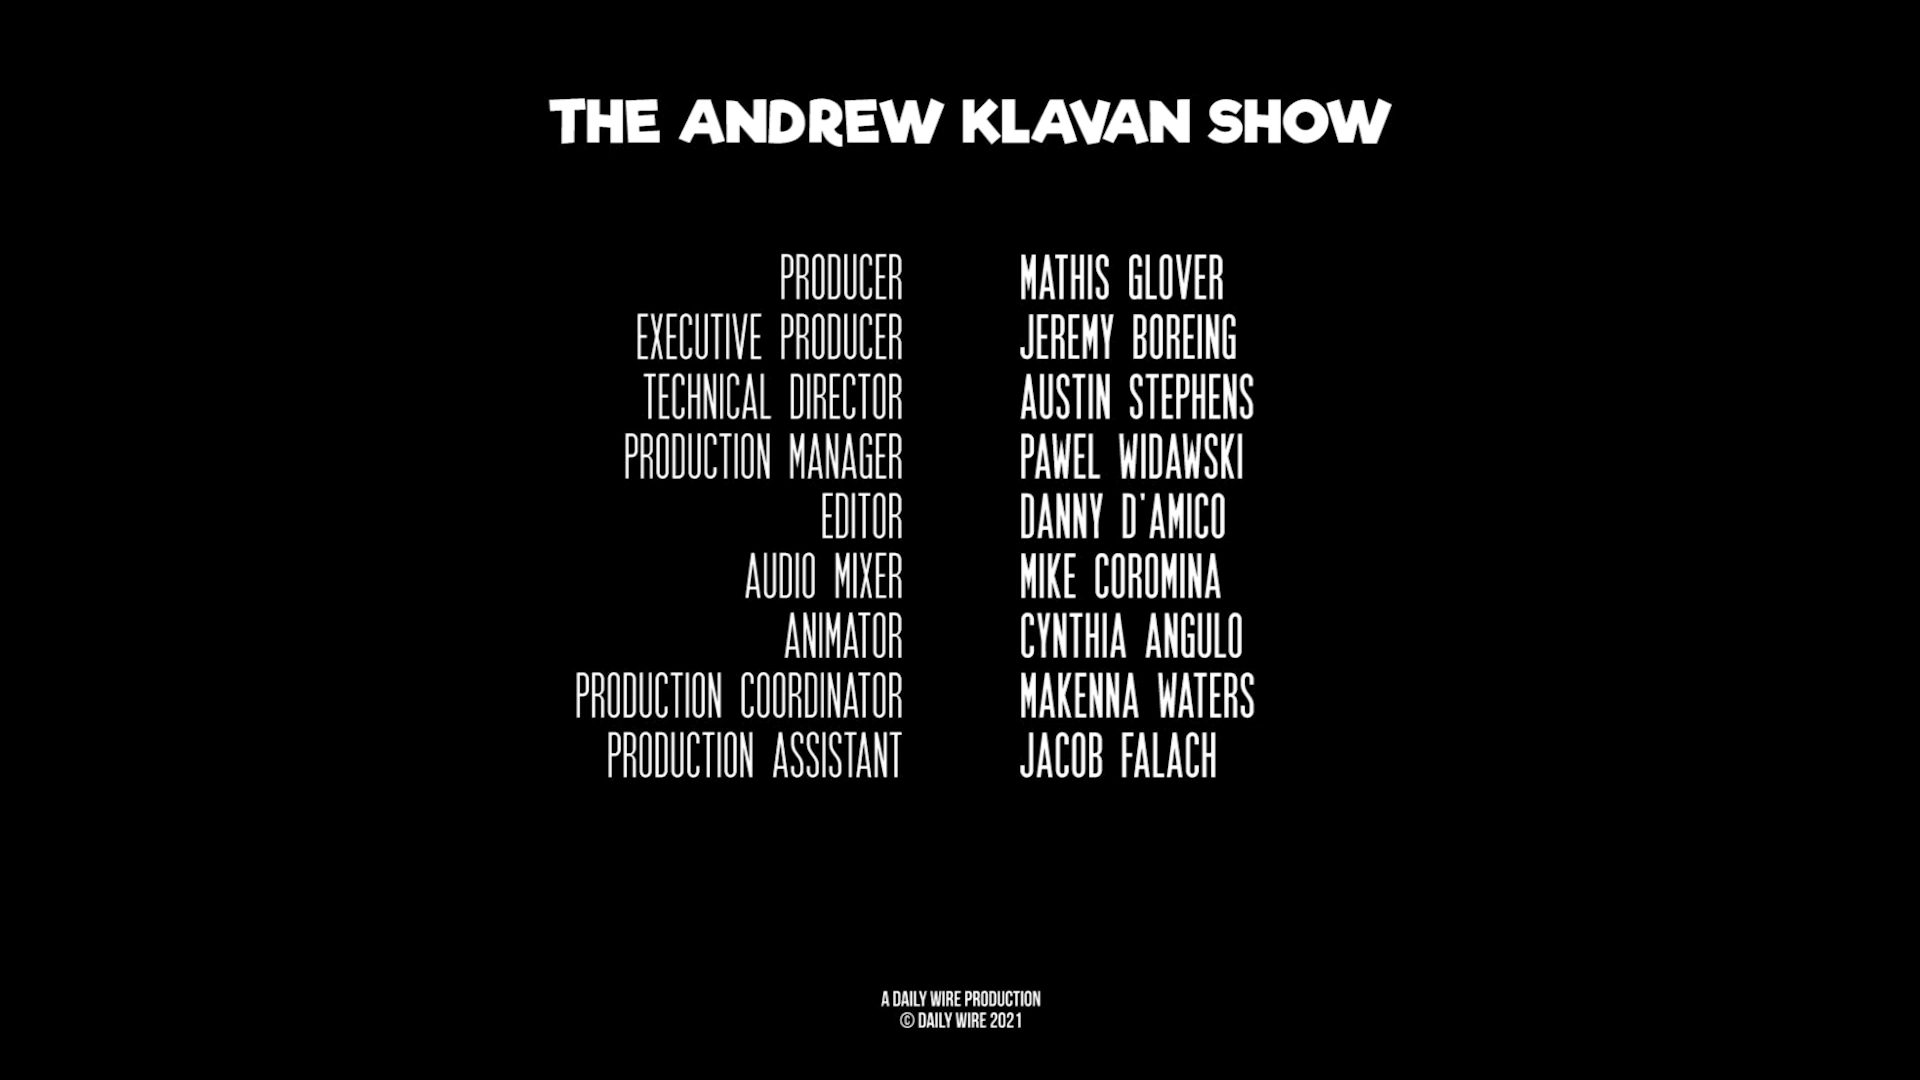 THE ANDREW KLAVAN SHOW
PRODUCER MATHIS GLOVER
EXECUTIVE PRODUCER JEREMY BOREING
TECHNICAL DIRECTOR AUSTIN STEPHENS
PRODUCTION MANAGER PAWEL WIDAWSKI
EDITOR DANNY D'AMICO
AUDIO MIXER MIKE COROMINA
ANIMATOR CYNTHIA ANGULO
PRODUCTION COORDINATOR MAKENNA WATERS
PRODUCTION ASSISTANT JACOB FALACH
A DAILY WIRE PRODUCTION
© DAILY WIRE 2021